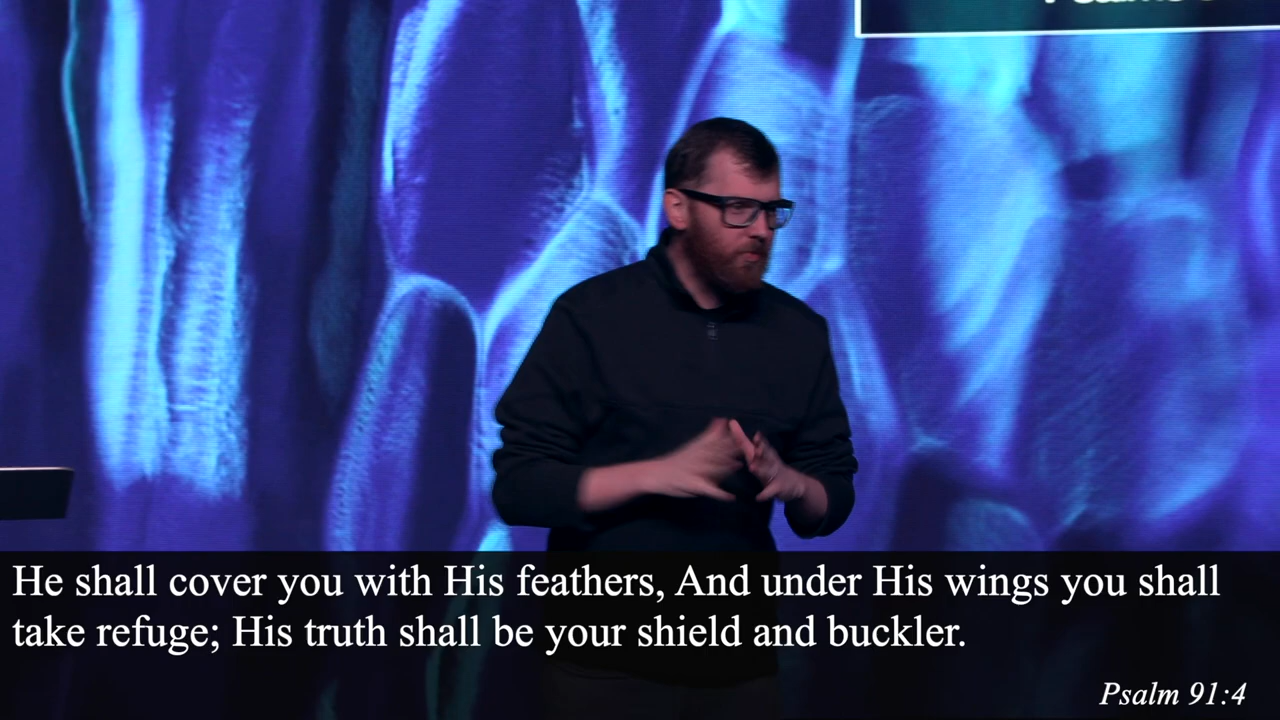 He shall cover you with His feathers, And under His wings you shall
take refuge; His truth shall be your shield and buckler.
Psalm 91:4